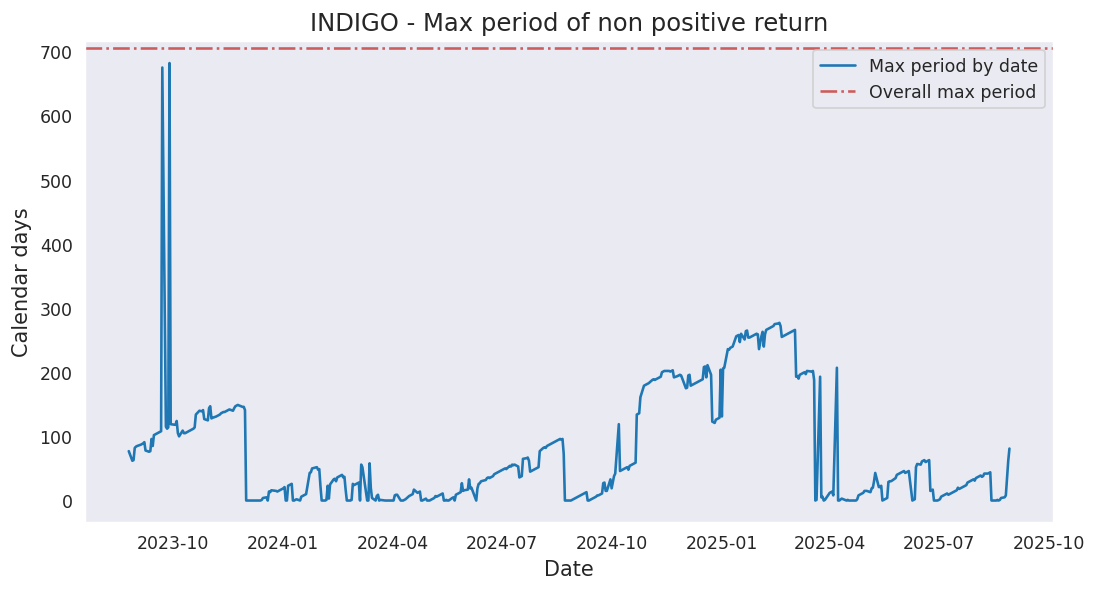 INDIGO - Max period of non positive return
700
600
500
400
300
200
100
0
Calendar days
Max period by date
Overall max period
2023-10 2024-01 2024-04 2024-07 2024-10 2025-01 2025-04 2025-07 2025-10
Date